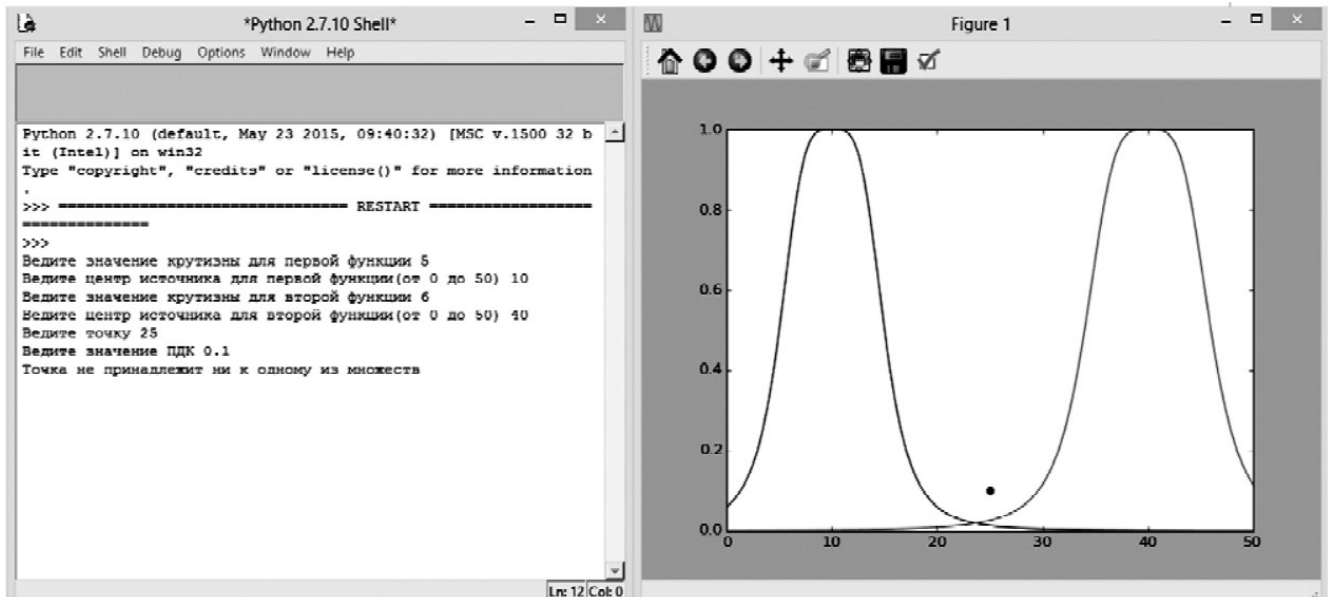 *Python 2.7.10 Shell*
File Edit Shell Debug Options Window Help
Python 2.7.10 (default, May 23 2015, 09:40:32) [MSC v.1500 32 b
it (Intel)] on win32
Type "copyright", "credits" or "license()" for more information
.
>>> ================================ RESTART ==================
==============
>>>
Ведите значение крутизны для первой функции 5
Ведите центр источника для первой функции(от 0 до 50) 10
Ведите значение крутизны для второй функции 6
Ведите центр источника для второй функции(от 0 до 50) 40
Ведите точку 25
Ведите значение ПДК 0.1
Точка не принадлежит ни к одному из множеств
Ln: 12 Col: 0
Figure 1
1.0
0.8
0.6
0.4
0.2
0.0
0 10 20 30 40 50